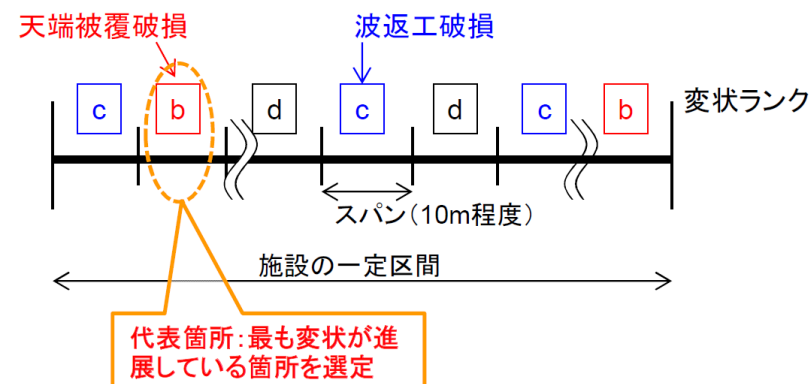 天端被覆破損
波返工破損
c
b
d
c
d
c
b
変状ランク
スパン(10m程度)
施設の一定区間
代表箇所:最も変状が進
展している箇所を選定